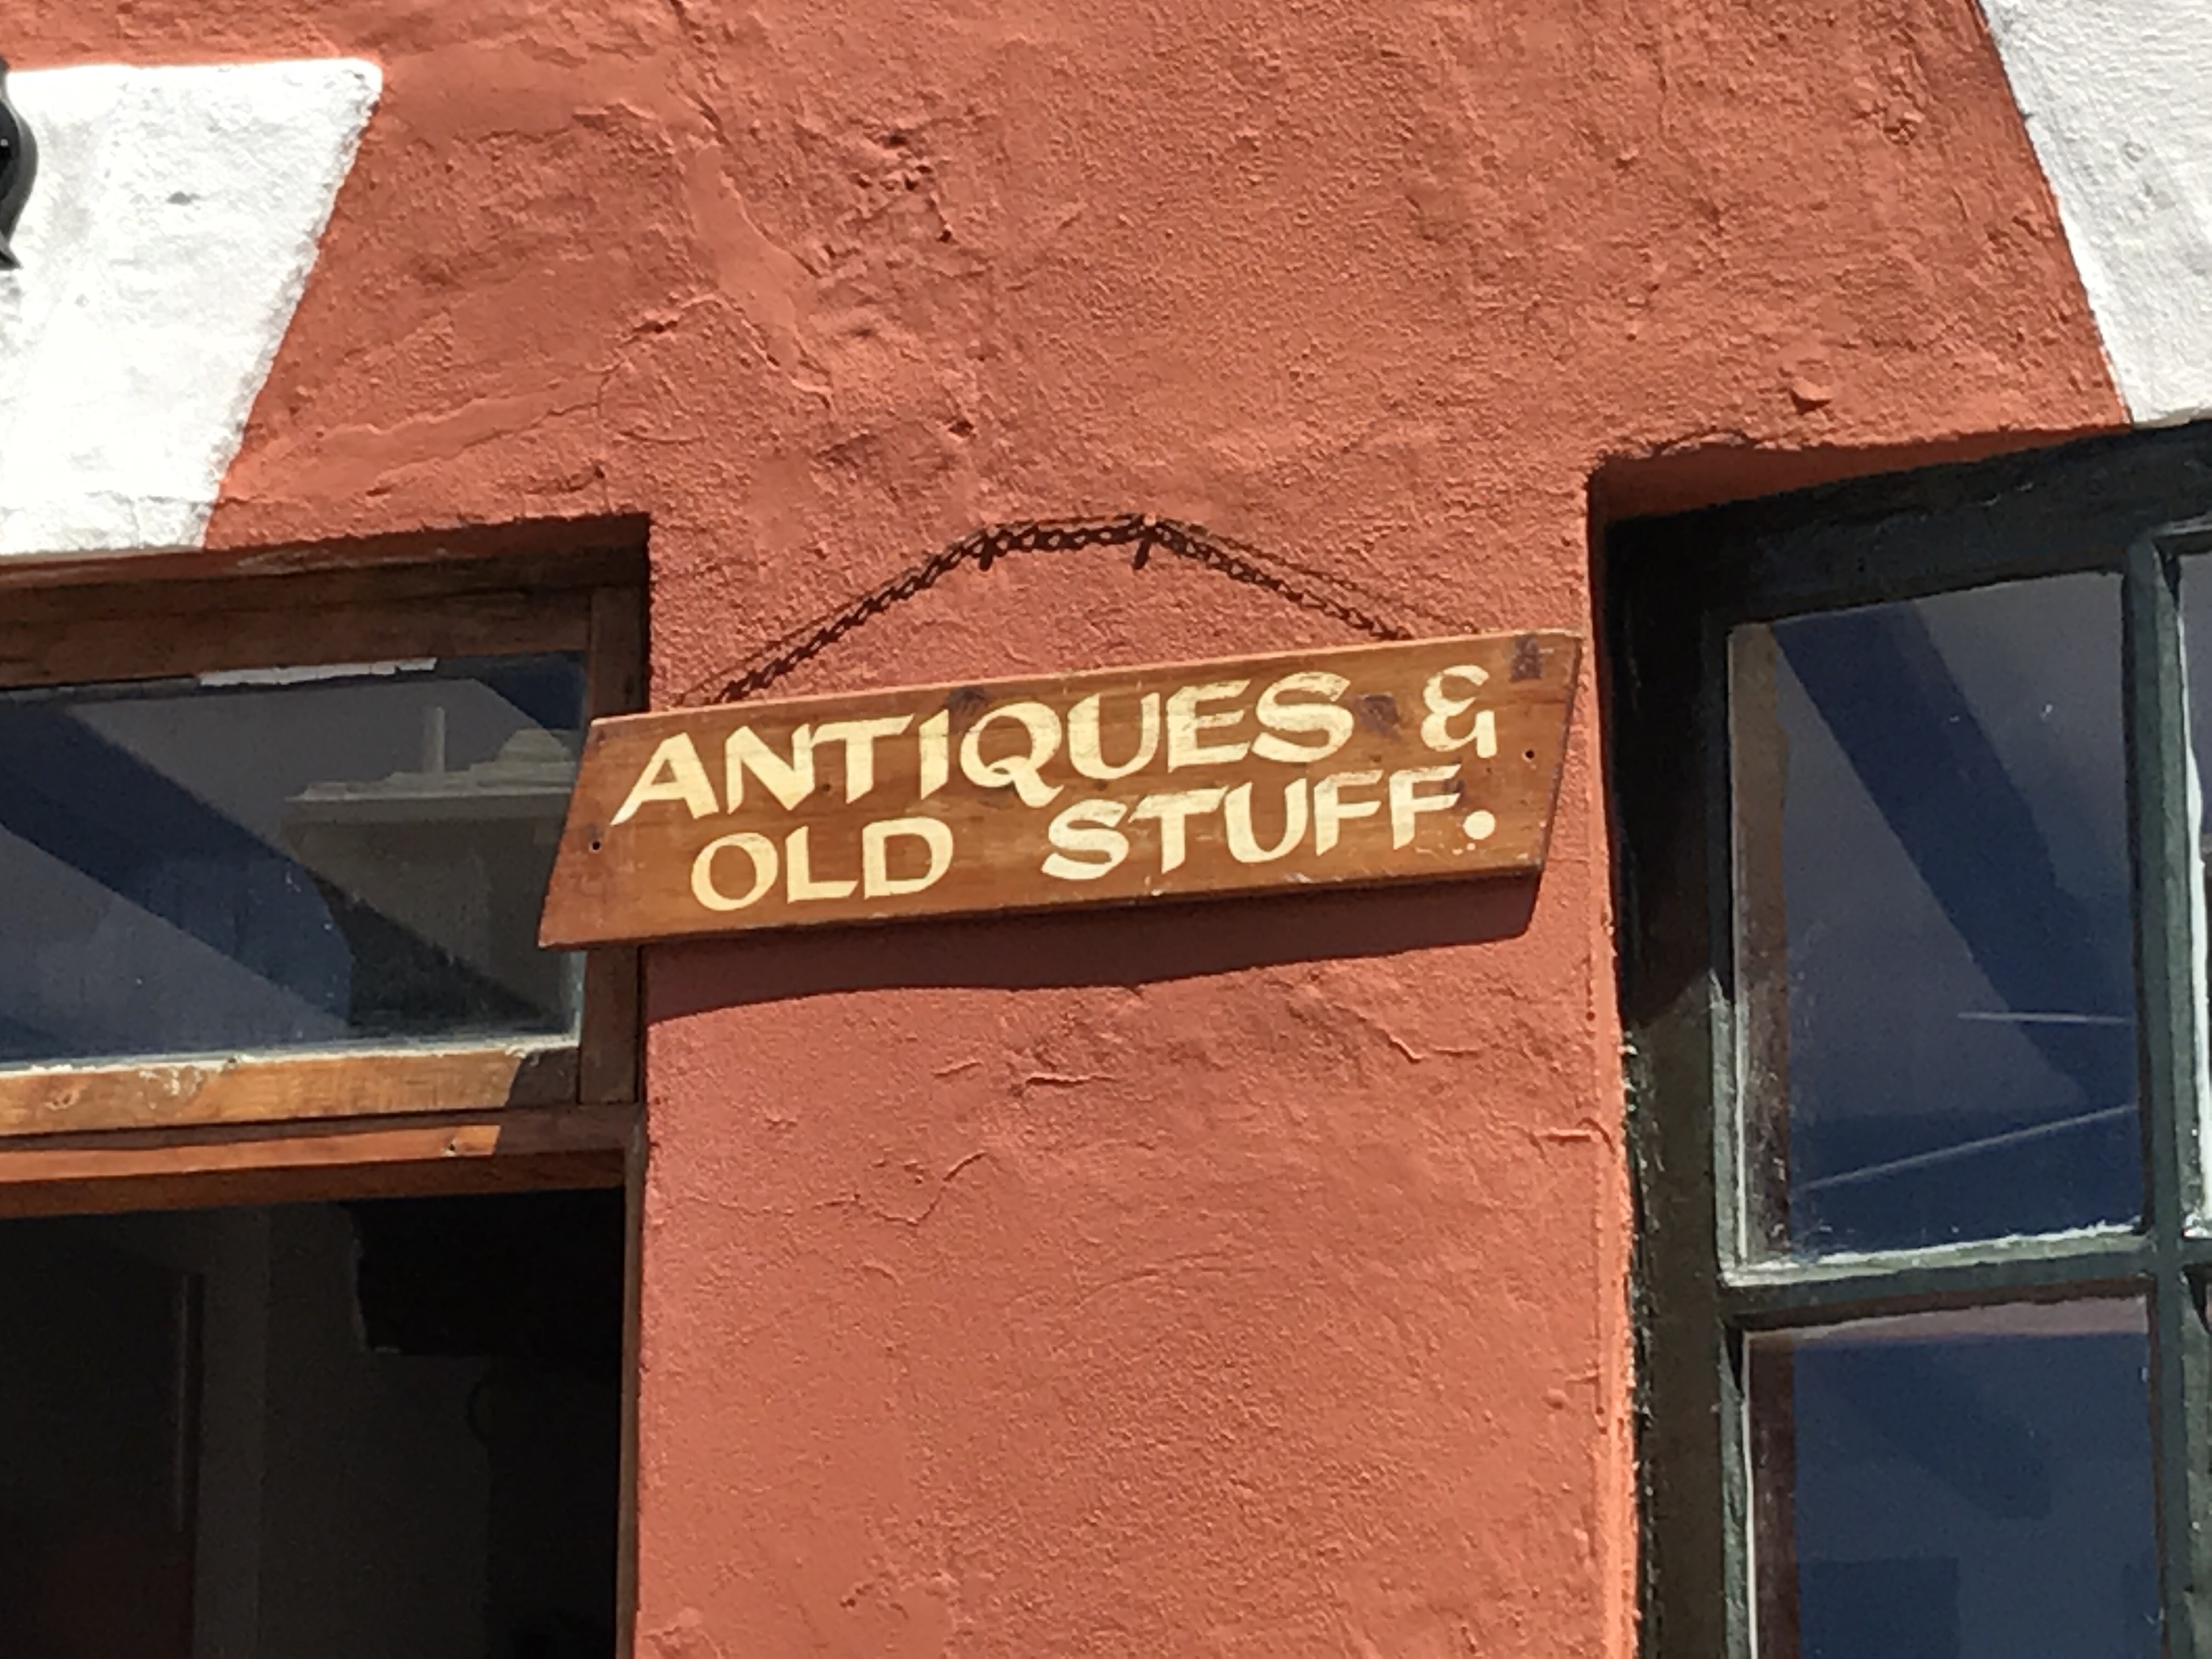 ANTIQUES &
OLD STUFF.